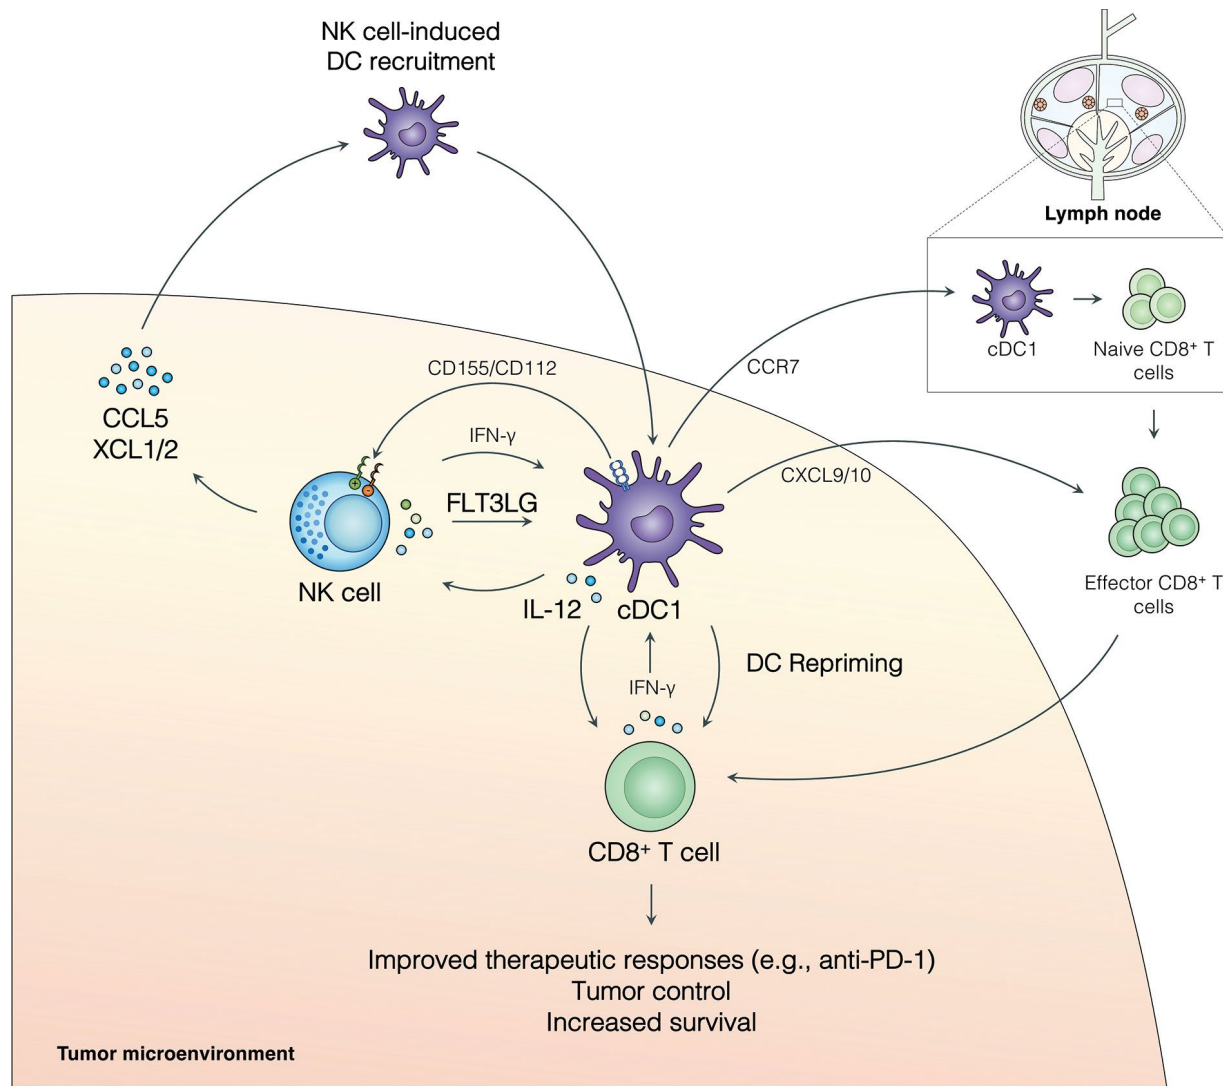 NK cell-induced
DC recruitment
Lymph node
cDC1
Naive CD8⁺ T
cells
CCR7
CD155/CD112
CCL5
XCL1/2
IFN-γ
CXCL9/10
FLT3LG
NK cell
IL-12
cDC1
Effector CD8⁺ T
cells
DC Repriming
IFN-γ
CD8⁺ T cell
Improved therapeutic responses (e.g., anti-PD-1)
Tumor control
Increased survival
Tumor microenvironment
+
-